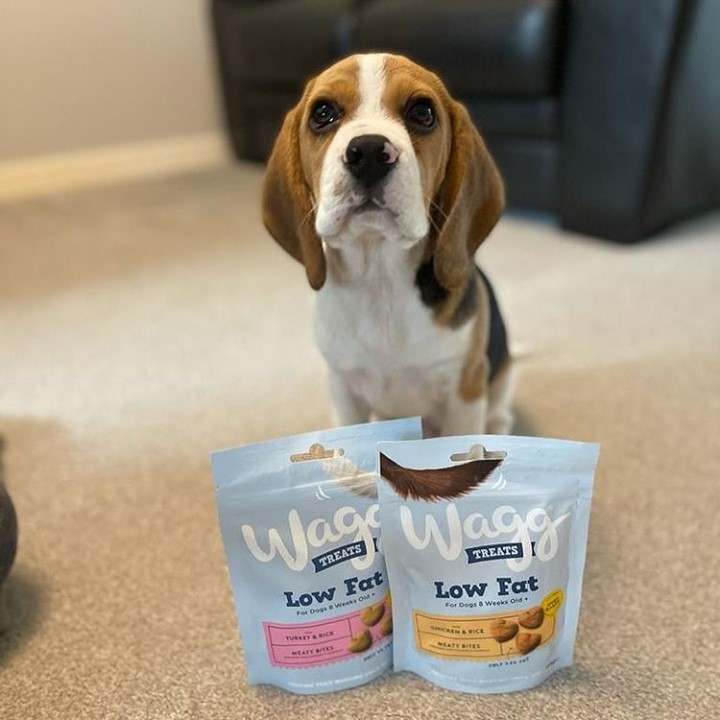 Wagg
TREATS
Low Fat
For Dogs 8 Weeks Old +
TURKEY & RICE
MEATY BITES
Wagg
TREATS
Low Fat
For Dogs 8 Weeks Old +
CHICKEN & RICE
MEATY BITES